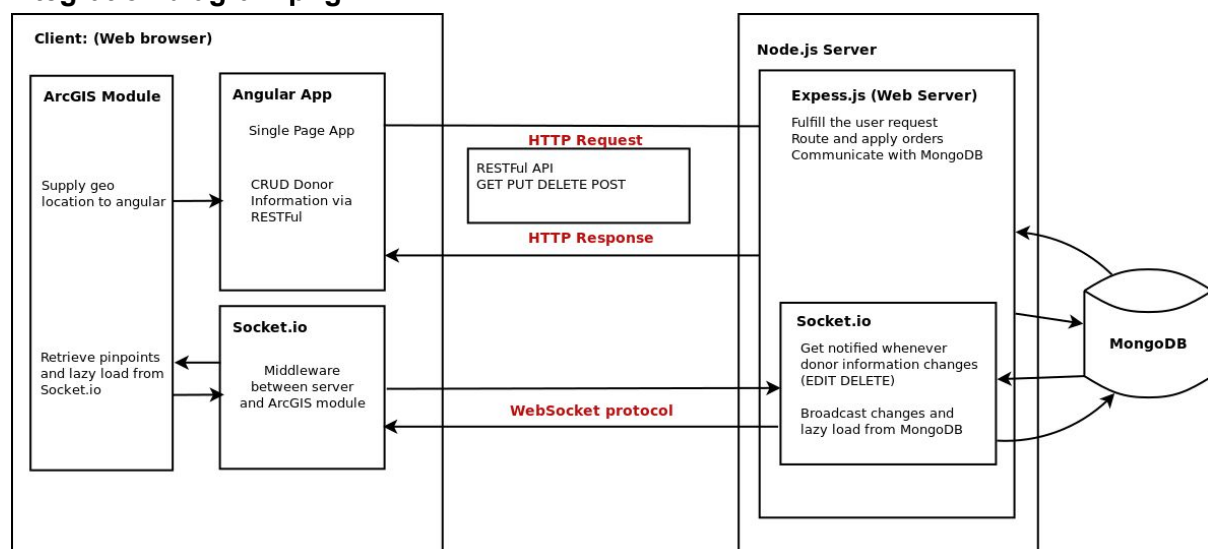 Client: (Web browser)
ArcGIS Module
Supply geo
location to angular
Retrieve pinpoints
and lazy load from
Socket.io
Angular App
Single Page App
CRUD Donor
Information via
RESTFul
Socket.io
Middleware
between server
and ArcGIS module
HTTP Request
RESTFul API
GET PUT DELETE POST
HTTP Response
WebSocket protocol
Node.js Server
Expess.js (Web Server)
Fulfill the user request
Route and apply orders
Communicate with MongoDB
Socket.io
Get notified whenever
donor information changes
(EDIT DELETE)
Broadcast changes and
lazy load from MongoDB
MongoDB